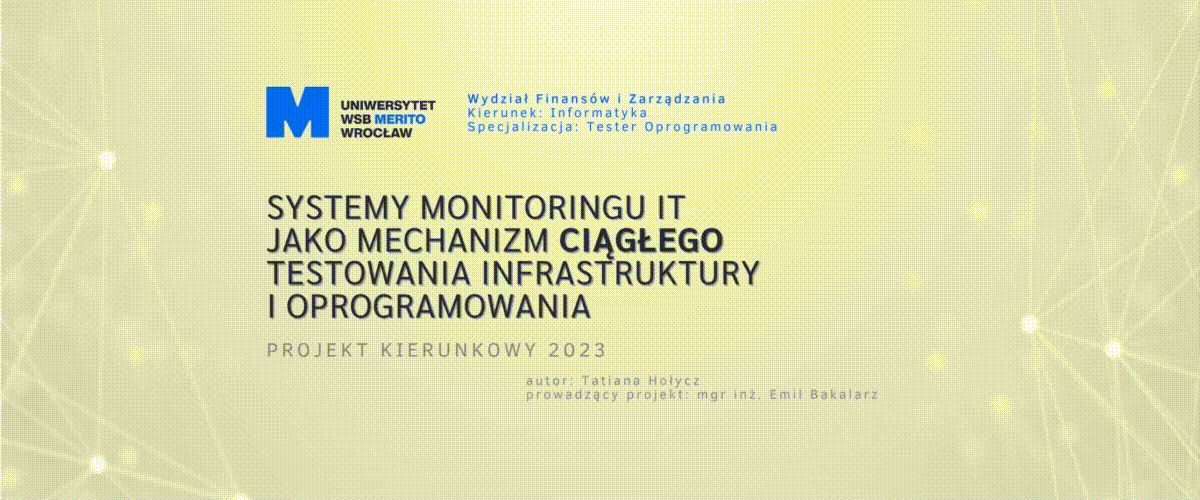 M
UNIWERSYTET
WSB MERITO
WROCŁAW
Wydział Finansów i Zarządzania
Kierunek: Informatyka
Specjalizacja: Tester Oprogramowania
SYSTEMY MONITORINGU IT
JAKO MECHANIZM CIĄGŁEGO
TESTOWANIA INFRASTRUKTURY
I OPROGRAMOWANIA
PROJEKT KIERUNKOWY 2023
autor: Tatiana Hołycz
prowadzący projekt: mgr inż. Emil Bakalarz